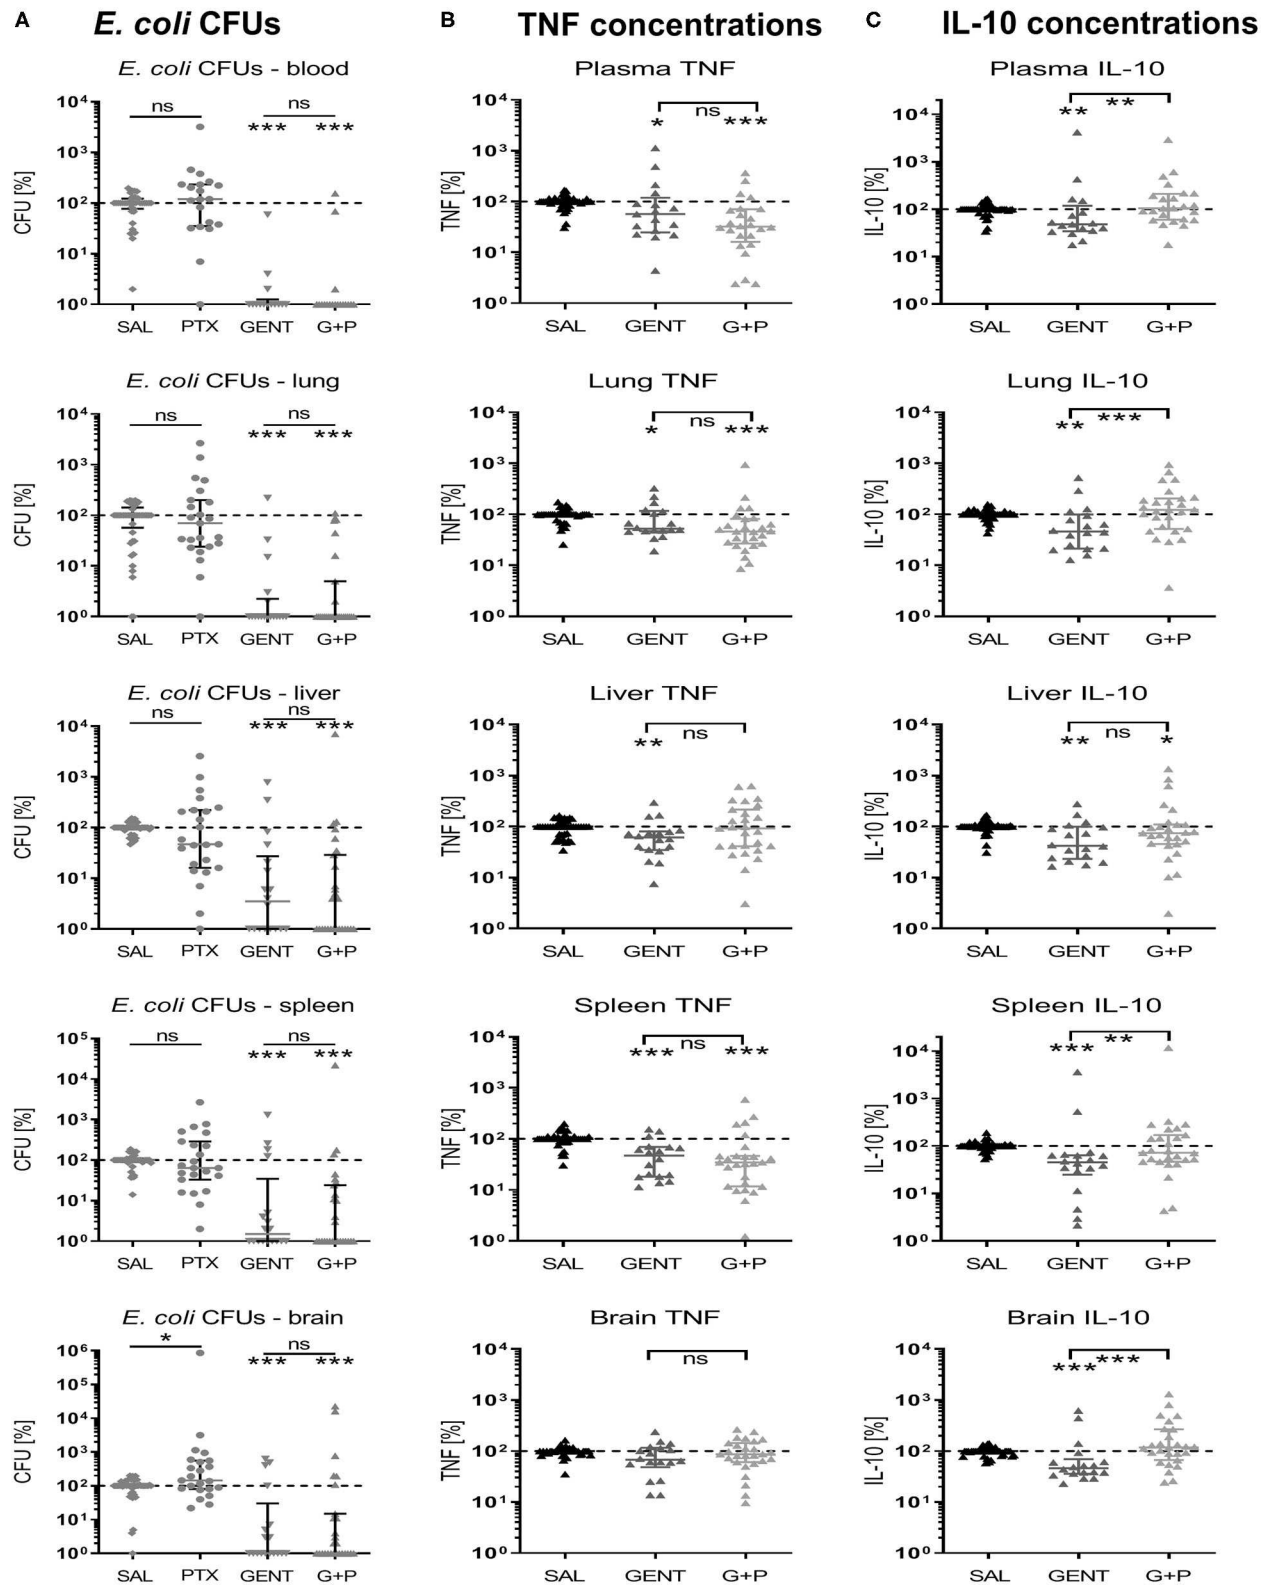 A E. coli CFUs B TNF concentrations C IL-10 concentrations
E. coli CFUs - blood
CFU [%]
10⁴
10³
10²
10¹
10⁰
ns
ns
*** ***
SAL PTX GENT G+P
Plasma TNF
TNF [%]
10⁴
10³
10²
10¹
10⁰
ns
* ***
SAL GENT G+P
Plasma IL-10
IL-10 [%]
10⁴
10³
10²
10¹
10⁰
** **
SAL GENT G+P
E. coli CFUs - lung
CFU [%]
10⁴
10³
10²
10¹
10⁰
ns
ns
*** ***
SAL PTX GENT G+P
Lung TNF
TNF [%]
10⁴
10³
10²
10¹
10⁰
ns
* ***
SAL GENT G+P
Lung IL-10
IL-10 [%]
10⁴
10³
10²
10¹
10⁰
** ***
SAL GENT G+P
E. coli CFUs - liver
CFU [%]
10⁴
10³
10²
10¹
10⁰
ns
ns
*** ***
SAL PTX GENT G+P
Liver TNF
TNF [%]
10⁴
10³
10²
10¹
10⁰
** ns
SAL GENT G+P
Liver IL-10
IL-10 [%]
10⁴
10³
10²
10¹
10⁰
** ns *
SAL GENT G+P
E. coli CFUs - spleen
CFU [%]
10⁵
10⁴
10³
10²
10¹
10⁰
ns
ns
*** ***
SAL PTX GENT G+P
Spleen TNF
TNF [%]
10⁴
10³
10²
10¹
10⁰
ns
*** ***
SAL GENT G+P
Spleen IL-10
IL-10 [%]
10⁴
10³
10²
10¹
10⁰
*** **
SAL GENT G+P
E. coli CFUs - brain
CFU [%]
10⁶
10⁵
10⁴
10³
10²
10¹
10⁰
*
ns
*** ***
SAL PTX GENT G+P
Brain TNF
TNF [%]
10⁴
10³
10²
10¹
10⁰
ns
SAL GENT G+P
Brain IL-10
IL-10 [%]
10⁴
10³
10²
10¹
10⁰
*** ***
SAL GENT G+P